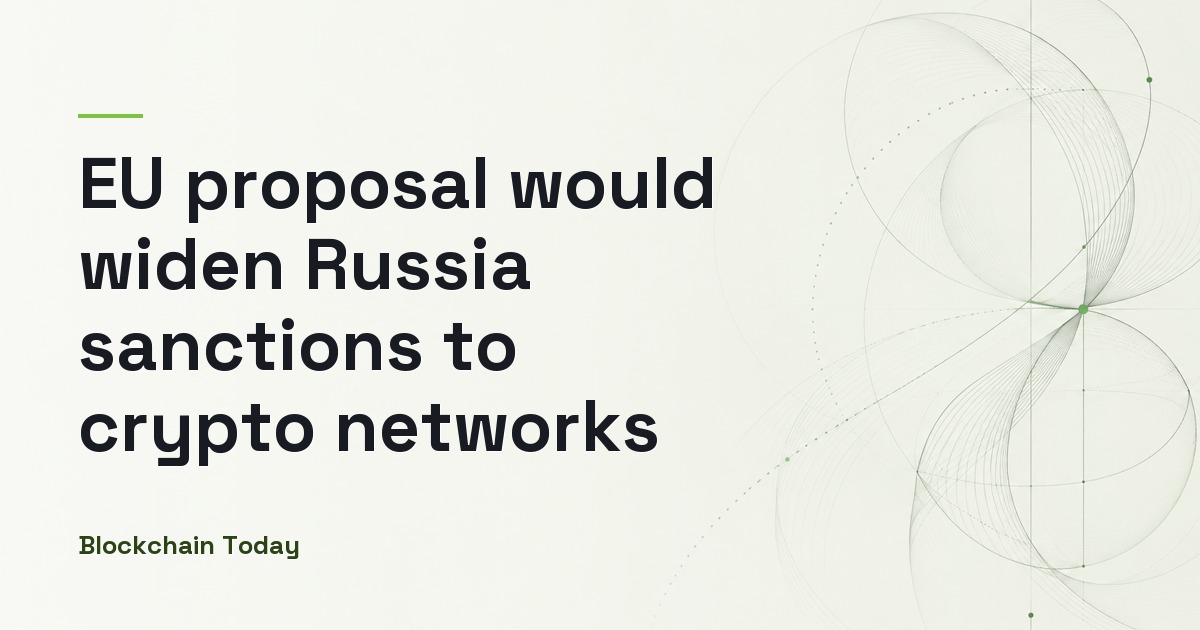 EU proposal would
widen Russia
sanctions to
crypto networks
Blockchain Today